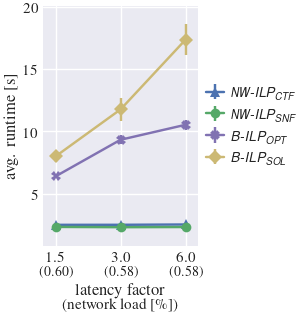 20
15
10
5
avg. runtime [s]
1.5
3.0
6.0
(0.60)
(0.58)
(0.58)
latency factor
(network load [%])
NW-ILP_CTF
NW-ILP_SNF
B-ILP_OPT
B-ILP_SOL